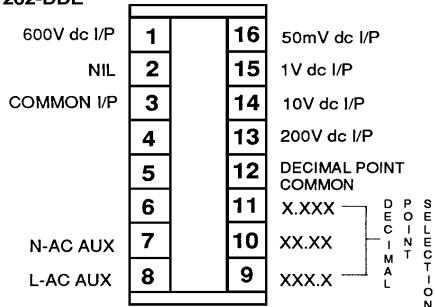 262-DDE
600V dc I/P 1 16 50mV dc I/P
NIL 2 15 1V dc I/P
COMMON I/P 3 14 10V dc I/P
4 13 200V dc I/P
5 12 DECIMAL POINT COMMON
6 11 X.XXX
N-AC AUX 7 10 XX.XX
L-AC AUX 8 9 XXX.X
DECIMAL
POINT
SELECTION